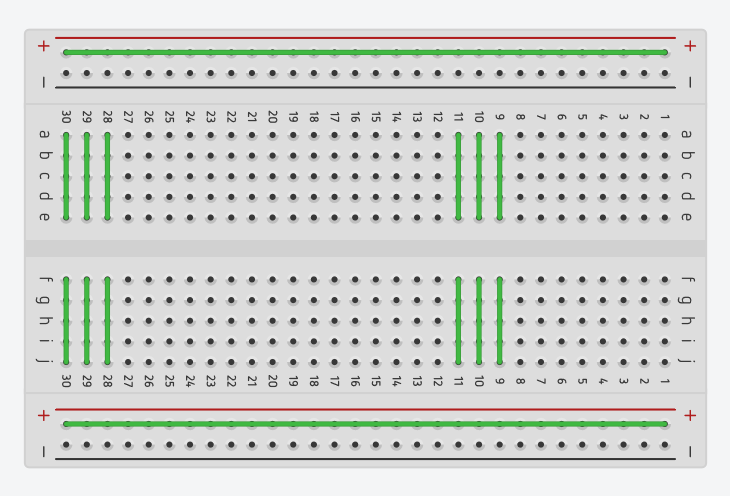 + +
– –
30 29 28 27 26 25 24 23 22 21 20 19 18 17 16 15 14 13 12 11 10 9 8 7 6 5 4 3 2 1
a a
b b
c c
d d
e e
f f
g g
h h
i i
j j
30 29 28 27 26 25 24 23 22 21 20 19 18 17 16 15 14 13 12 11 10 9 8 7 6 5 4 3 2 1
+ +
– –